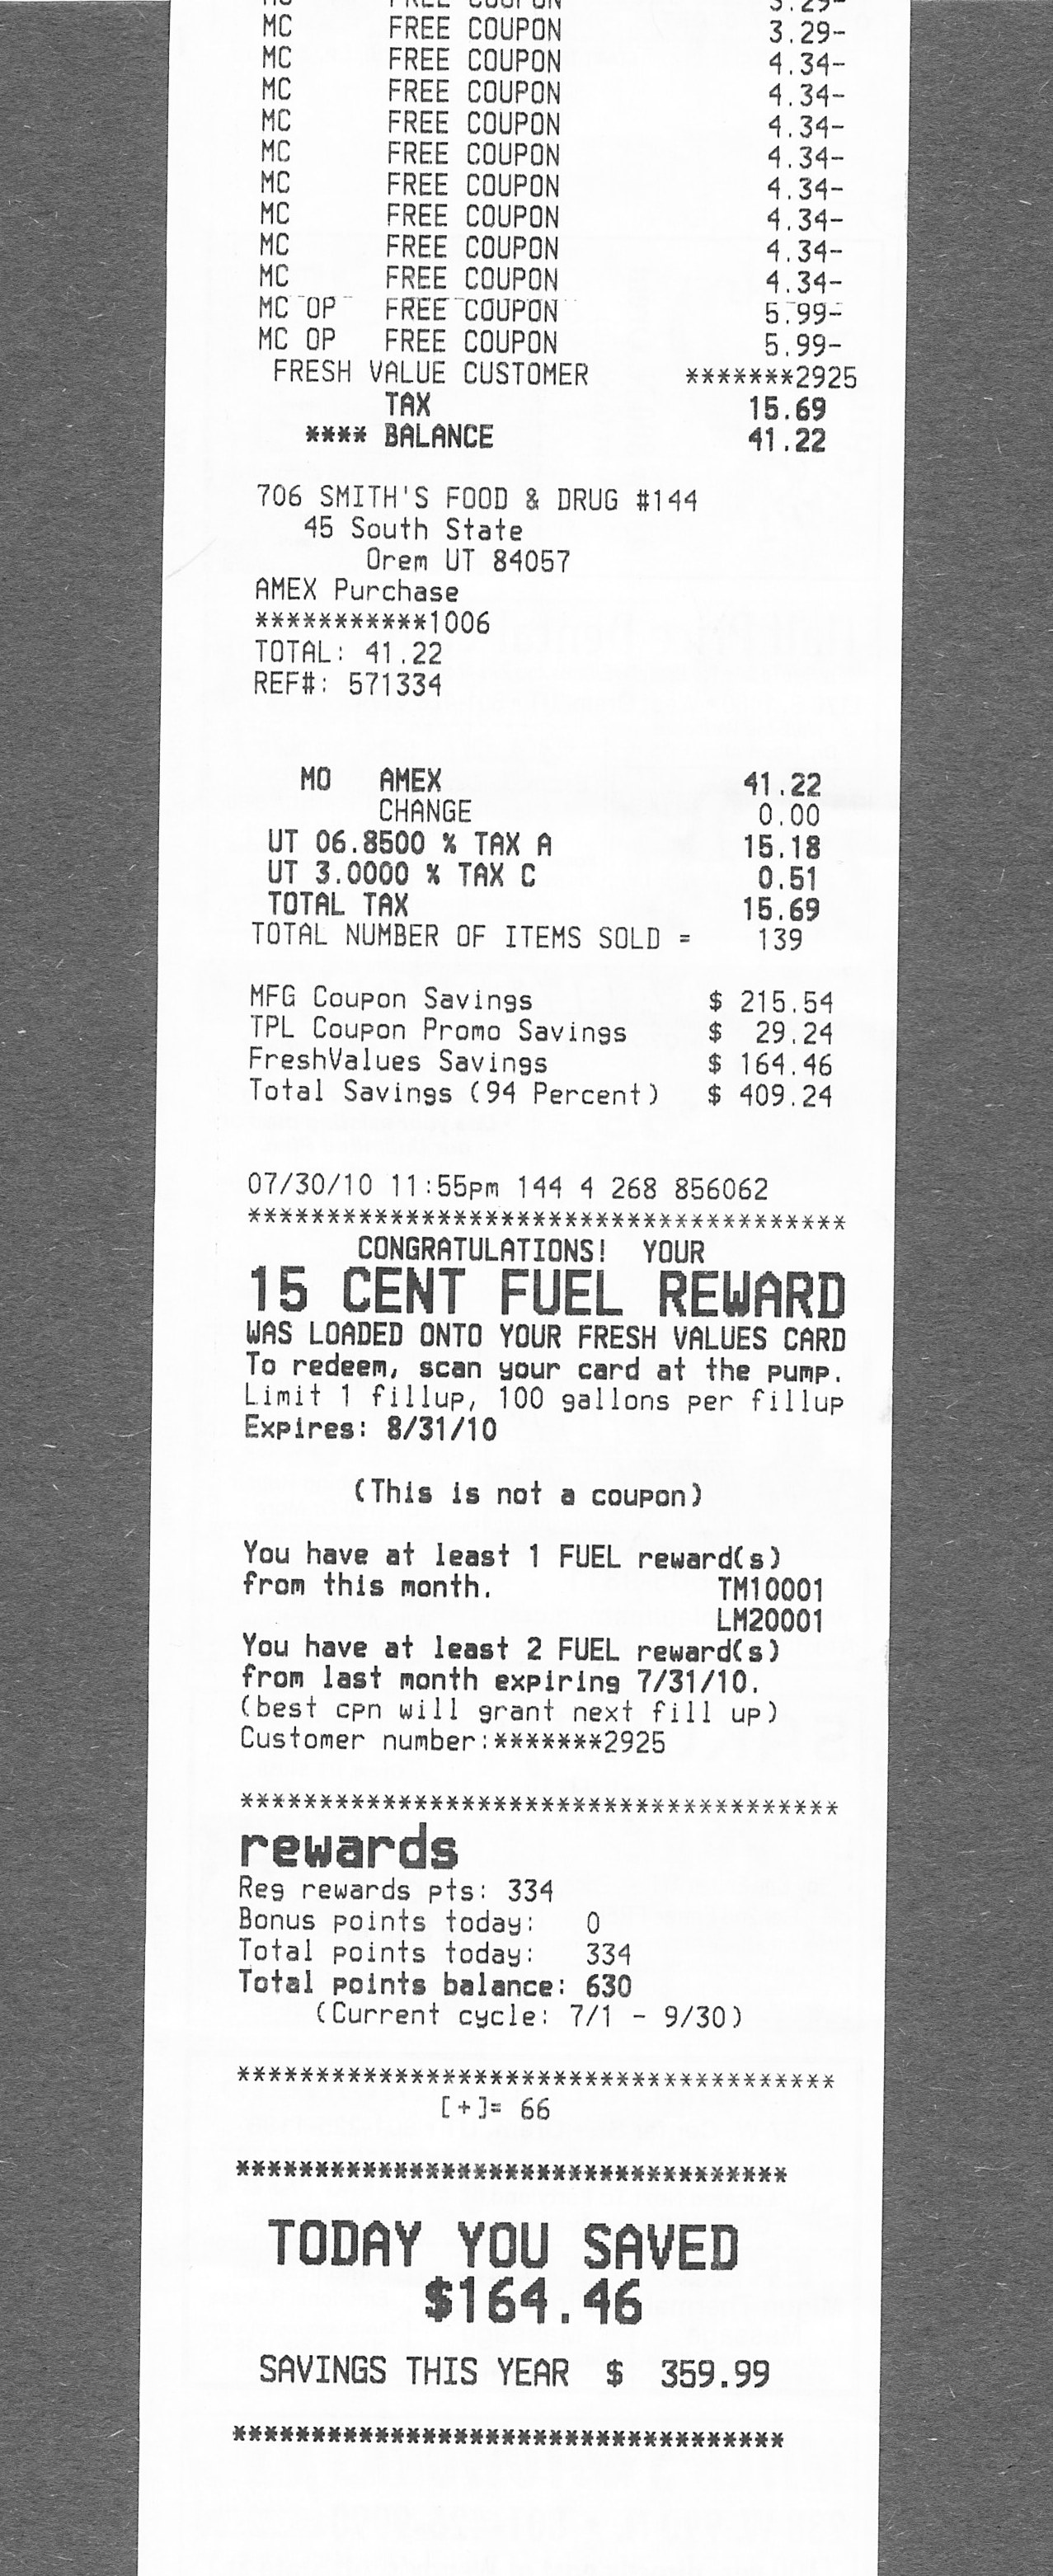 MC FREE COUPON 3.29-
MC FREE COUPON 3.29-
MC FREE COUPON 4.34-
MC FREE COUPON 4.34-
MC FREE COUPON 4.34-
MC FREE COUPON 4.34-
MC FREE COUPON 4.34-
MC FREE COUPON 4.34-
MC FREE COUPON 4.34-
MC FREE COUPON 4.34-
MC OP FREE COUPON 5.99-
MC OP FREE COUPON 5.99-
FRESH VALUE CUSTOMER *******2925
TAX 15.69
**** BALANCE 41.22
706 SMITH'S FOOD & DRUG #144
45 South State
Orem UT 84057
AMEX Purchase
***********1006
TOTAL: 41.22
REF#: 571334
MO AMEX 41.22
CHANGE 0.00
UT 06.8500 % TAX A 15.18
UT 3.0000 % TAX C 0.51
TOTAL TAX 15.69
TOTAL NUMBER OF ITEMS SOLD = 139
MFG Coupon Savings $ 215.54
TPL Coupon Promo Savings $ 29.24
FreshValues Savings $ 164.46
Total Savings (94 Percent) $ 409.24
07/30/10 11:55pm 144 4 268 856062
**************************************
CONGRATULATIONS! YOUR
15 CENT FUEL REWARD
WAS LOADED ONTO YOUR FRESH VALUES CARD
To redeem, scan your card at the pump.
Limit 1 fillup, 100 gallons per fillup
Expires: 8/31/10
(This is not a coupon)
You have at least 1 FUEL reward(s)
from this month. TM10001
LM20001
You have at least 2 FUEL reward(s)
from last month expiring 7/31/10.
(best cpn will grant next fill up)
Customer number:*******2925
**************************************
rewards
Reg rewards pts: 334
Bonus points today: 0
Total points today: 334
Total points balance: 630
(Current cycle: 7/1 - 9/30)
**************************************
[+]= 66
***********************************
TODAY YOU SAVED
$164.46
SAVINGS THIS YEAR $ 359.99
***********************************